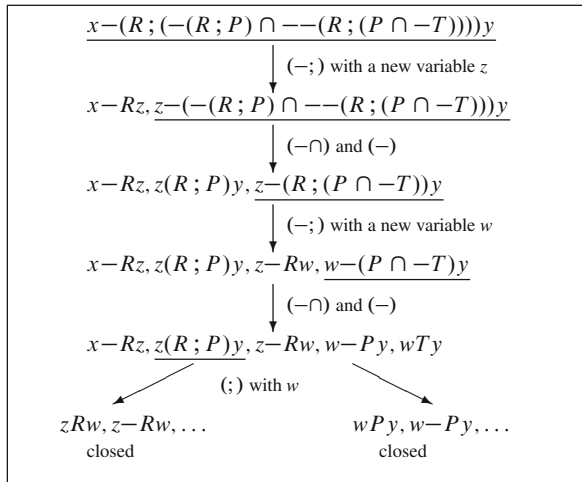 x−(R ; (−(R ; P) ∩ −−(R ; (P ∩ −T))))y
(−;) with a new variable z
x−Rz, z−(−(R ; P) ∩ −−(R ; (P ∩ −T)))y
(−∩) and (−)
x−Rz, z(R ; P)y, z−(R ; (P ∩ −T))y
(−;) with a new variable w
x−Rz, z(R ; P)y, z−Rw, w−(P ∩ −T)y
(−∩) and (−)
x−Rz, z(R ; P)y, z−Rw, w−Py, wTy
(;) with w
zRw, z−Rw, ...
closed
wPy, w−Py, ...
closed